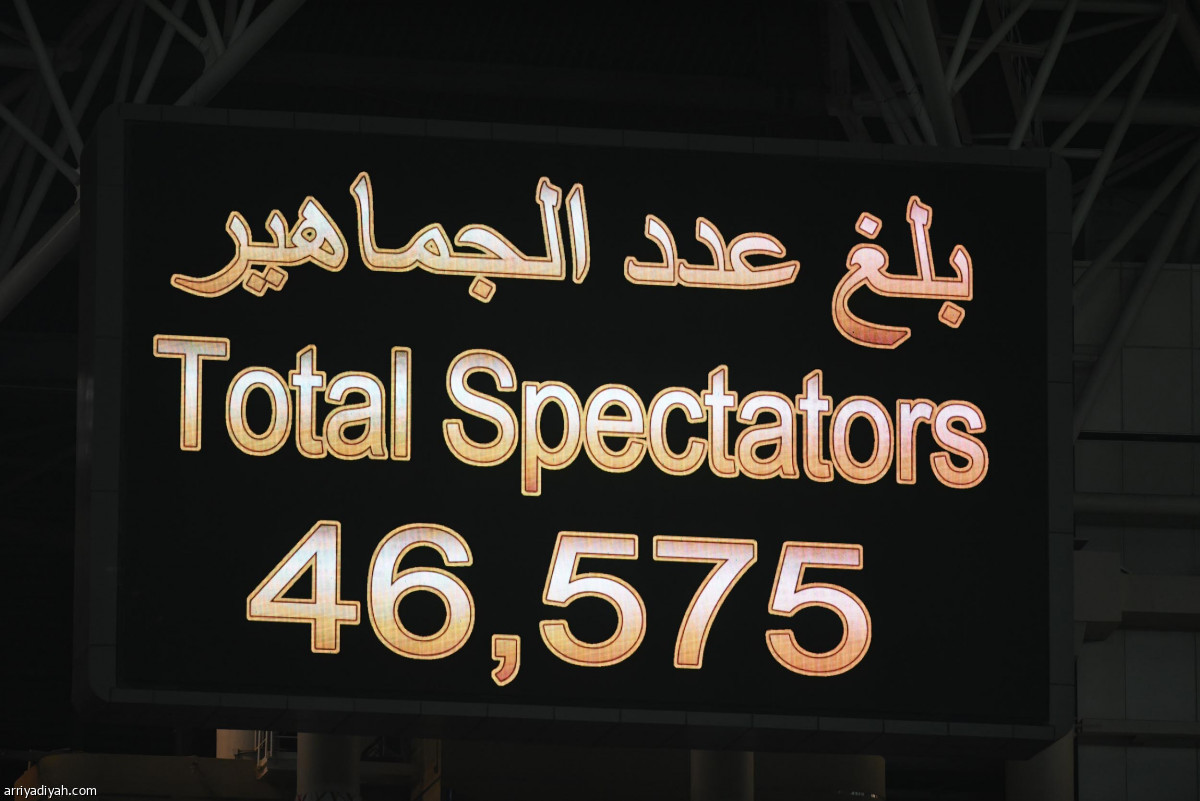 بلغ عدد الجماهير
Total Spectators
46,575
arriyadiyah.com